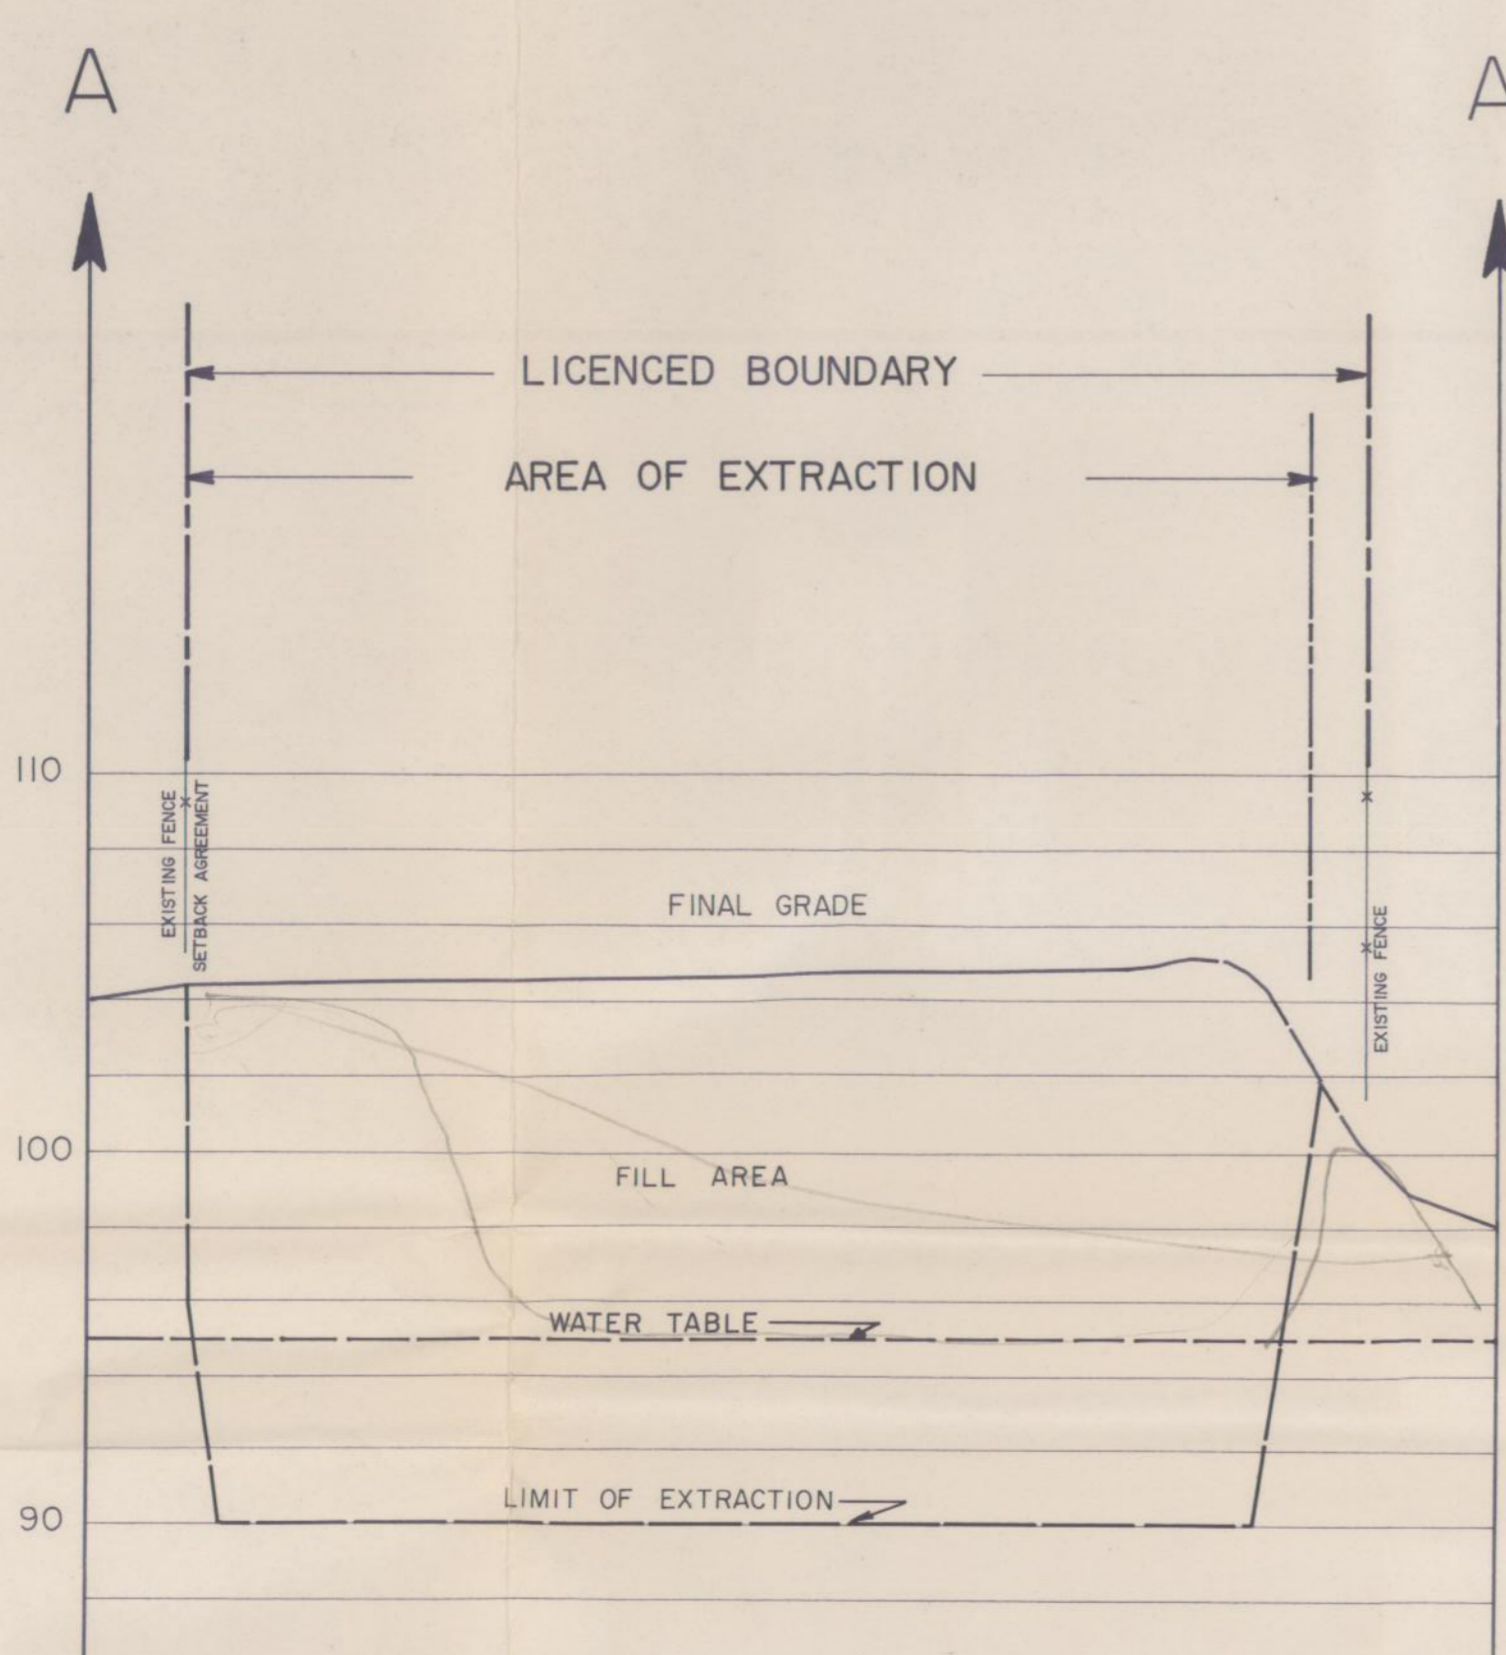 A A
LICENCED BOUNDARY
AREA OF EXTRACTION
110
EXISTING FENCE
SETBACK AGREEMENT
FINAL GRADE
EXISTING FENCE
100
FILL AREA
WATER TABLE
LIMIT OF EXTRACTION
90